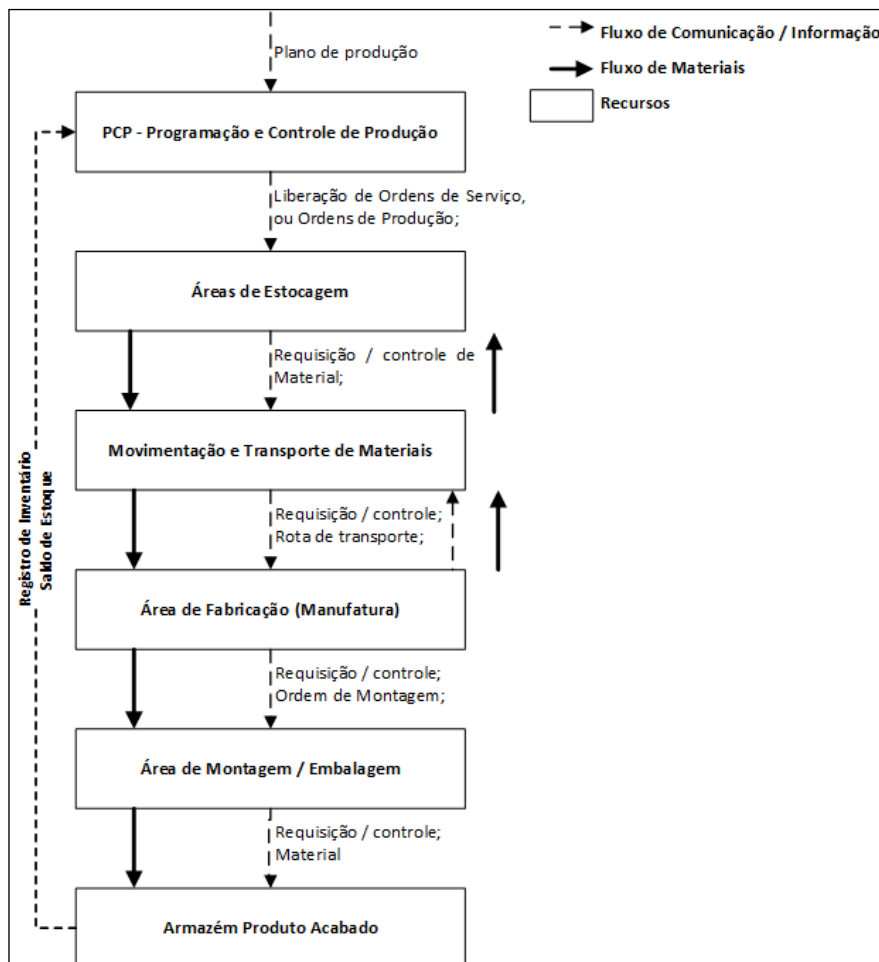 Plano de produção
Fluxo de Comunicação / Informação
Fluxo de Materiais
Recursos
PCP - Programação e Controle de Produção
Liberação de Ordens de Serviço,
ou Ordens de Produção;
Áreas de Estocagem
Requisição / controle de
Material;
Movimentação e Transporte de Materiais
Requisição / controle;
Rota de transporte;
Registro de Inventário
Saldo de Estoque
Área de Fabricação (Manufatura)
Requisição / controle;
Ordem de Montagem;
Área de Montagem / Embalagem
Requisição / controle;
Material
Armazém Produto Acabado